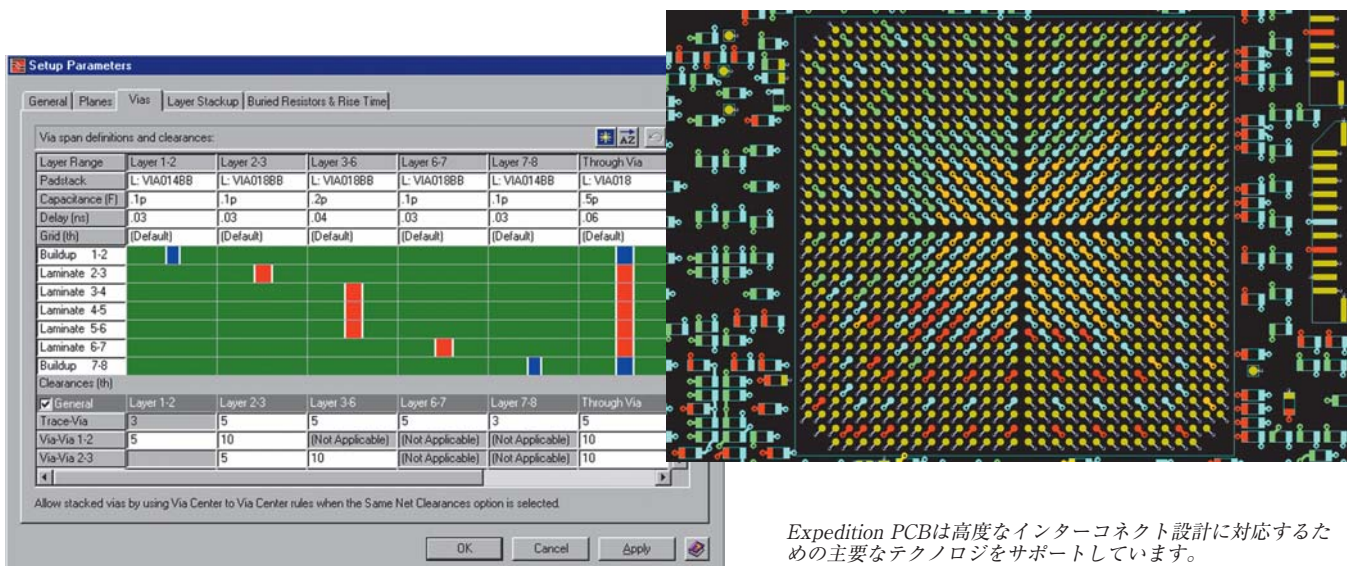 Setup Parameters
General Planes Vias Layer Stackup Buried Resistors & Rise Time
Via span definitions and clearances:
Layer Range Layer 1-2 Layer 2-3 Layer 3-6 Layer 6-7 Layer 7-8 Through Via
Padstack L: VIA014BB L: VIA018BB L: VIA018BB L: VIA018BB L: VIA014BB L: VIA018
Capacitance (F) .1p .1p .2p .1p .1p .5p
Delay (ns) .03 .03 .04 .03 .03 .06
Grid (th) (Default) (Default) (Default) (Default) (Default) (Default)
Buildup 1-2
Laminate 2-3
Laminate 3-4
Laminate 4-5
Laminate 5-6
Laminate 6-7
Buildup 7-8
Clearances (th)
General Layer 1-2 Layer 2-3 Layer 3-6 Layer 6-7 Layer 7-8 Through Via
Trace-Via 3 5 5 5 3 5
Via-Via 1-2 5 10 (Not Applicable) (Not Applicable) (Not Applicable) 10
Via-Via 2-3 5 10 (Not Applicable) (Not Applicable) 10
Allow stacked vias by using Via Center to Via Center rules when the Same Net Clearances option is selected.
OK Cancel Apply
Expedition PCBは高度なインターコネクト設計に対応するた
めの主要なテクノロジをサポートしています。